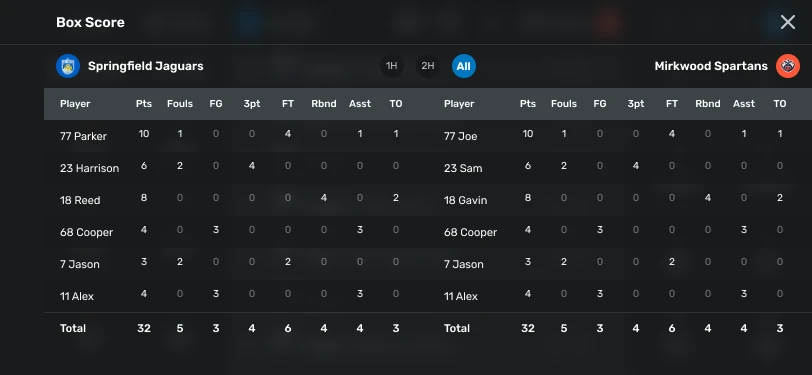 Box Score
Springfield Jaguars 1H 2H All Mirkwood Spartans
Player Pts Fouls FG 3pt FT Rbnd Asst TO Player Pts Fouls FG 3pt FT Rbnd Asst TO
77 Parker 10 1 0 0 4 0 1 1 77 Joe 10 1 0 0 4 0 1 1
23 Harrison 6 2 0 4 0 0 0 0 23 Sam 6 2 0 4 0 0 0 0
18 Reed 8 0 0 0 0 4 0 2 18 Gavin 8 0 0 0 0 4 0 2
68 Cooper 4 0 3 0 0 0 3 0 68 Cooper 4 0 3 0 0 0 3 0
7 Jason 3 2 0 0 2 0 0 0 7 Jason 3 2 0 0 2 0 0 0
11 Alex 4 0 3 0 0 0 3 0 11 Alex 4 0 3 0 0 0 3 0
Total 32 5 3 4 6 4 4 3 Total 32 5 3 4 6 4 4 3